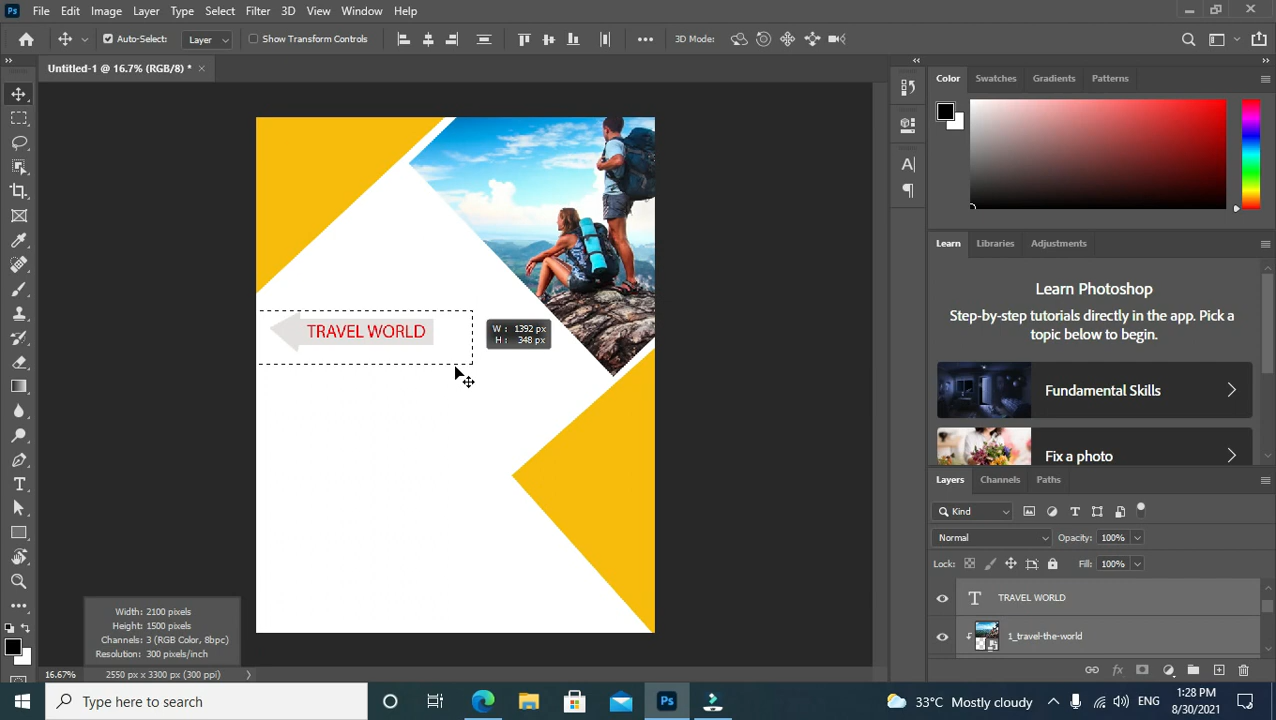 Ps File Edit Image Layer Type Select Filter 3D View Window Help
Auto-Select: Layer Show Transform Controls 3D Mode:
Untitled-1 @ 16.7% (RGB/8) *
Color Swatches Gradients Patterns
TRAVEL WORLD
W : 1392 px
H : 348 px
Learn Libraries Adjustments
Learn Photoshop
Step-by-step tutorials directly in the app. Pick a
topic below to begin.
Fundamental Skills
Fix a photo
Layers Channels Paths
Kind
Normal Opacity: 100%
Lock: Fill: 100%
T TRAVEL WORLD
1_travel-the-world
Width: 2100 pixels
Height: 1500 pixels
Channels: 3 (RGB Color, 8bpc)
Resolution: 300 pixels/inch
16.67% 2550 px x 3300 px (300 ppi)
Type here to search
Ps
33°C Mostly cloudy
ENG
1:28 PM
8/30/2021